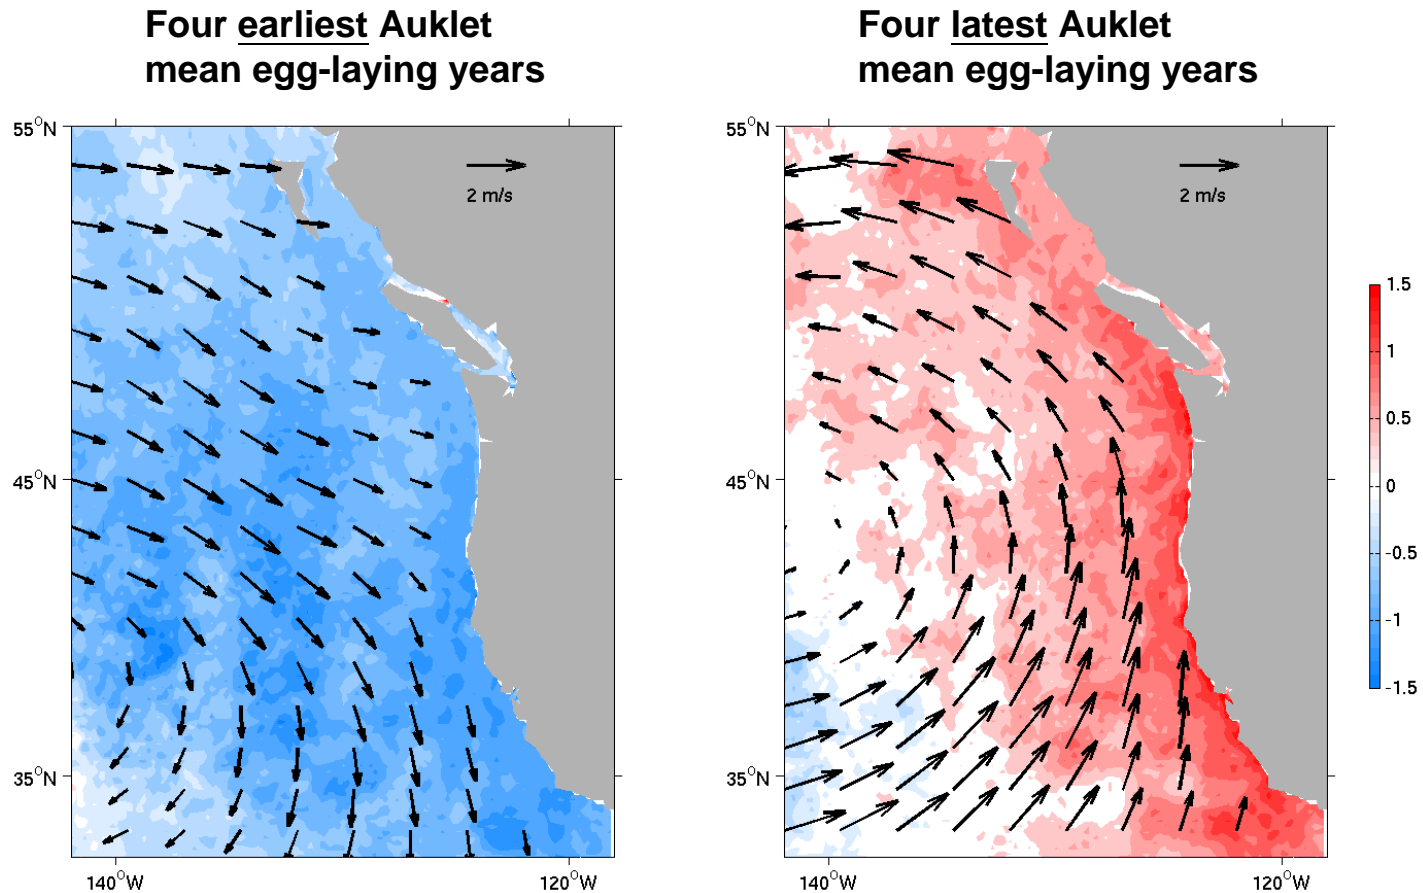 Four earliest Auklet
mean egg-laying years
Four latest Auklet
mean egg-laying years
55°N
2 m/s
45°N
35°N
140°W
120°W
55°N
2 m/s
45°N
35°N
140°W
120°W
1.5
1
0.5
0
-0.5
-1
-1.5